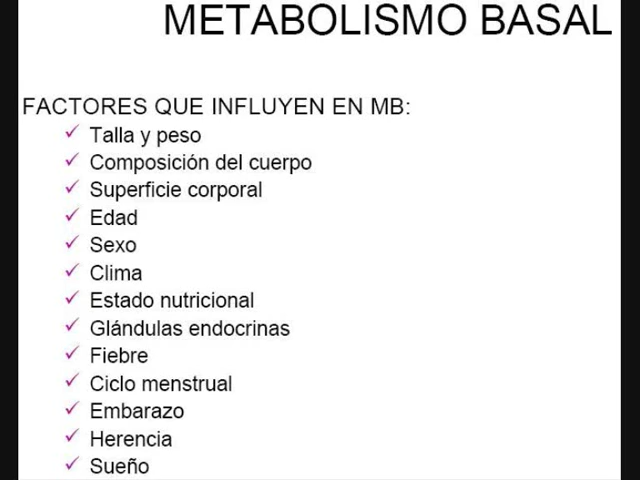 METABOLISMO BASAL
FACTORES QUE INFLUYEN EN MB:
Talla y peso
Composición del cuerpo
Superficie corporal
Edad
Sexo
Clima
Estado nutricional
Glándulas endocrinas
Fiebre
Ciclo menstrual
Embarazo
Herencia
Sueño